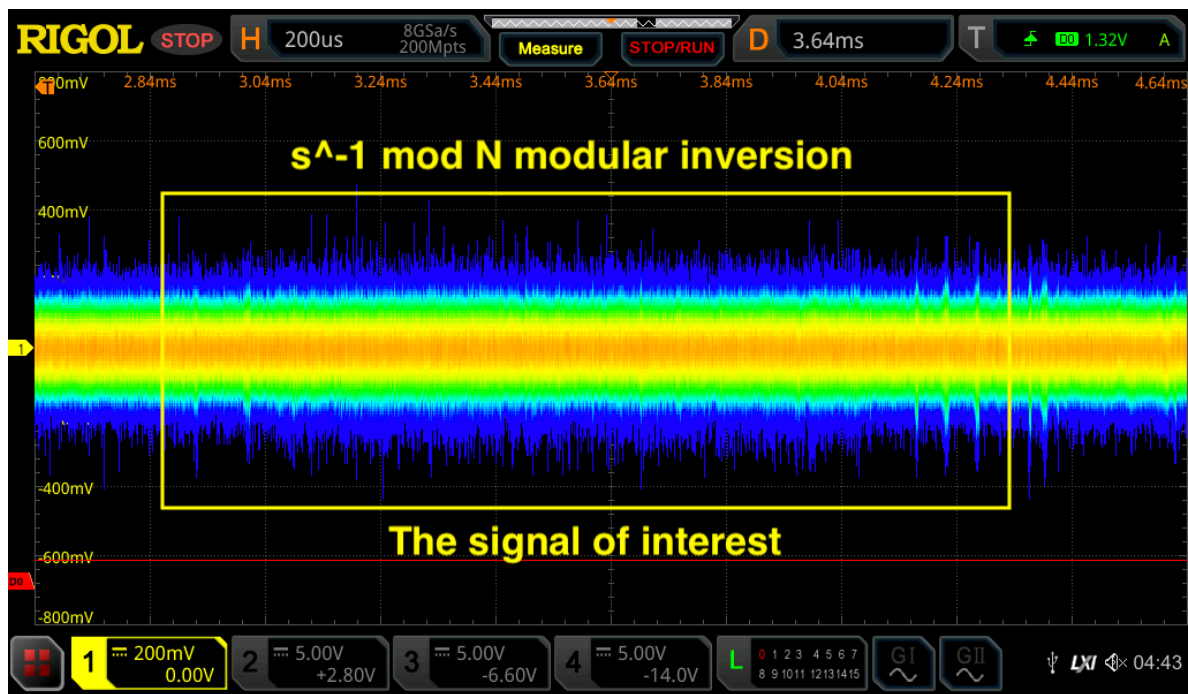 RIGOL STOP H 200us 8GSa/s 200Mpts Measure STOP/RUN D 3.64ms T D0 1.32V A
T 2.84ms 3.04ms 3.24ms 3.44ms 3.64ms 3.84ms 4.04ms 4.24ms 4.44ms 4.64ms
600mV
s^-1 mod N modular inversion
400mV
1
-400mV
The signal of interest
-600mV
D0
-800mV
1 200mV 0.00V 2 5.00V +2.80V 3 5.00V -6.60V 4 5.00V -14.0V L 0 1 2 3 4 5 6 7 8 9 10 11 12 13 14 15 GI GII LXI 04:43